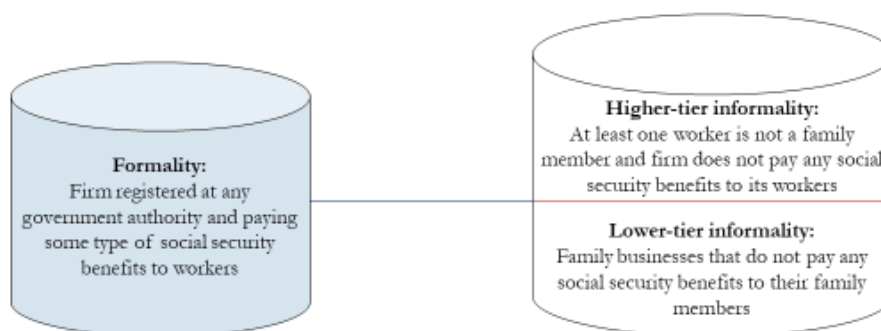 Formality:
Firm registered at any
government authority and paying
some type of social security
benefits to workers
Higher-tier informality:
At least one worker is not a family
member and firm does not pay any social
security benefits to its workers
Lower-tier informality:
Family businesses that do not pay any
social security benefits to their family
members